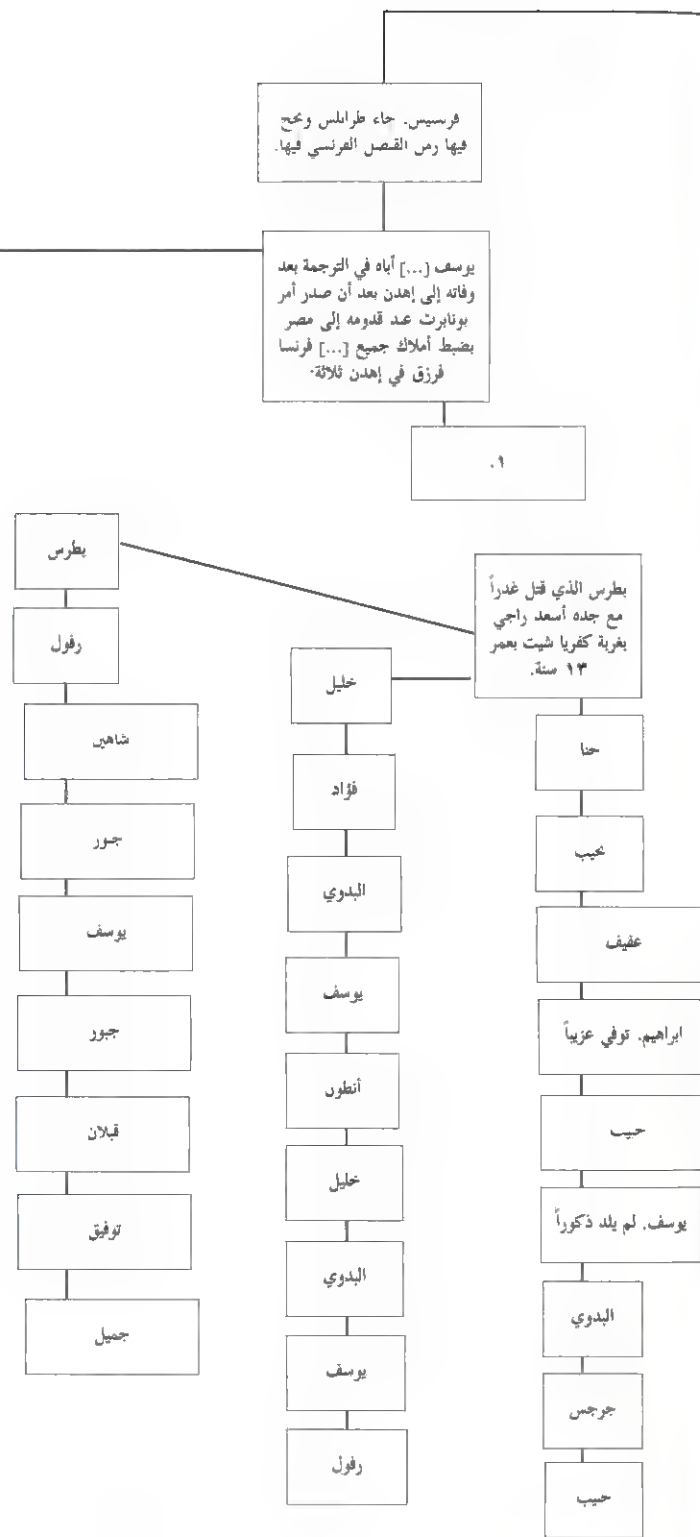 فرنسيس. جاء طرابلس ونجح
فيها زمن القنصل الفرنسي فيها.
يوسف [...] أباه في الترجمة بعد
وفاته إلى إهدن بعد أن صدر أمر
بونابرت عند قدومه إلى مصر
بضبط أملاك جميع [...] فرنسا
فرزق في إهدن ثلاثة.
١.
بطرس الذي قتل غدراً
مع جده أسعد راجي
بغربة كفريا شيت بعمر
١٣ سنة.
حنا
نجيب
عفيف
ابراهيم. توفي عزيباً
حبيب
يوسف. لم يلد ذكوراً
البدوي
جرجس
حبيب
خليل
فؤاد
البدوي
يوسف
أنطون
خليل
البدوي
يوسف
رفول
بطرس
رفول
شاهين
جبور
يوسف
جبور
قبلان
توفيق
جميل